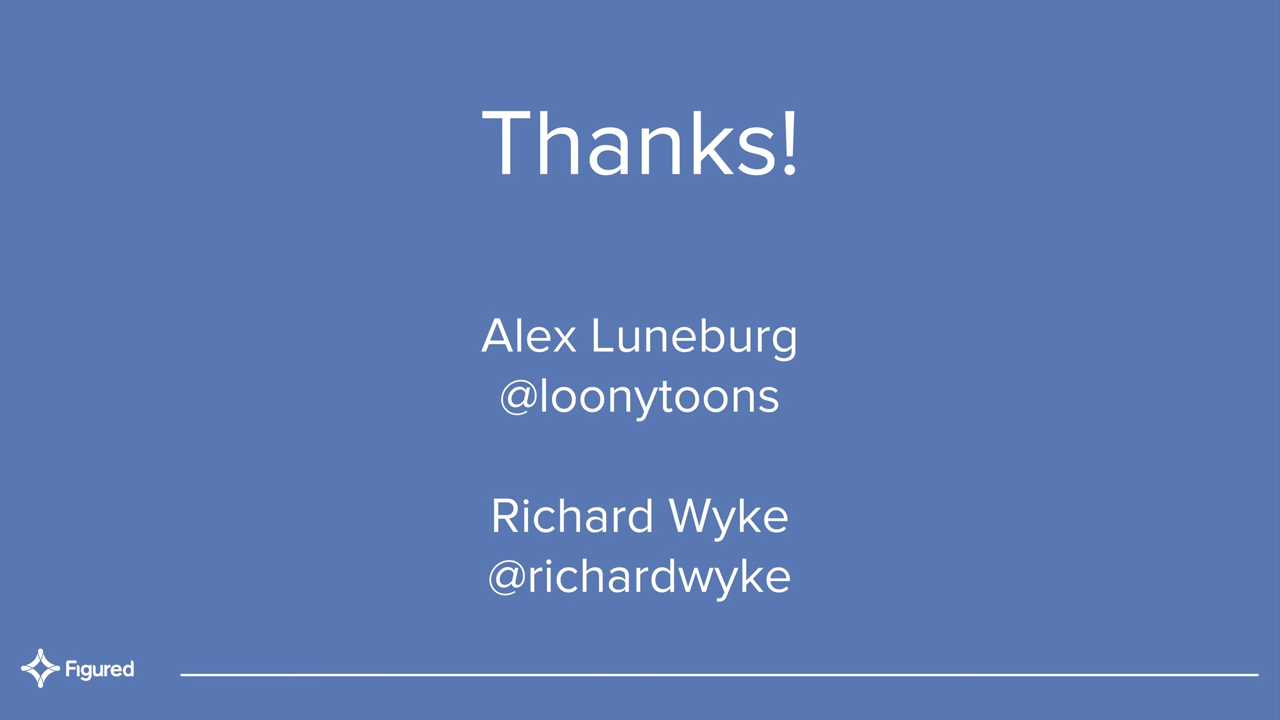 Thanks!
Alex Luneburg
@loonytoons
Richard Wyke
@richardwyke
Figured